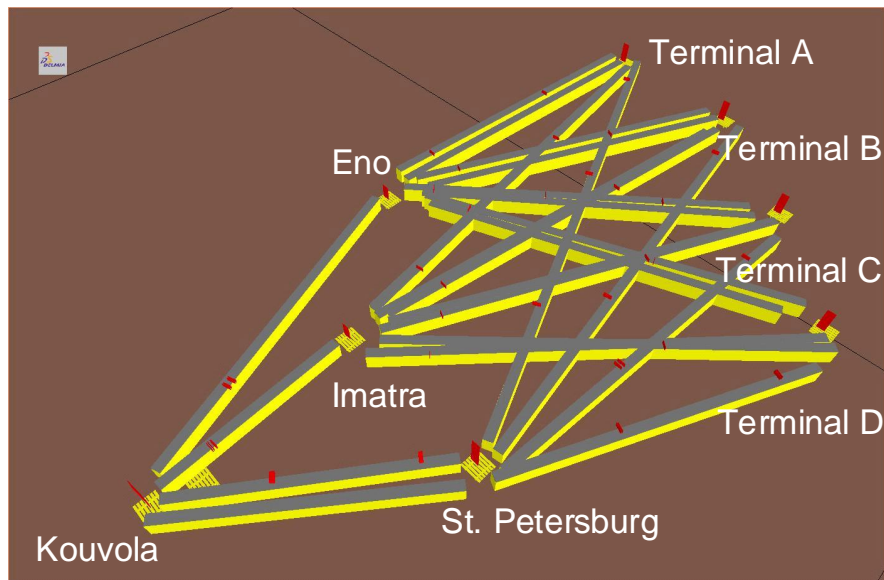 Terminal A
Eno
Terminal B
Terminal C
Imatra
Terminal D
St. Petersburg
Kouvola